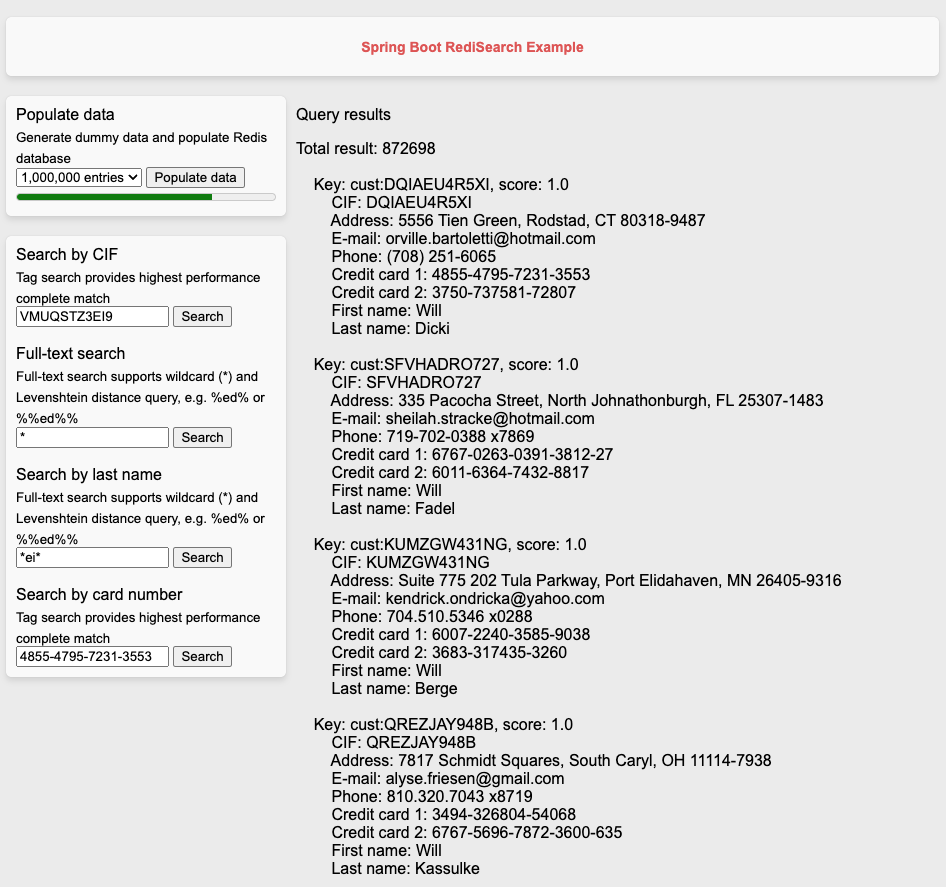 Spring Boot RediSearch Example
Populate data
Generate dummy data and populate Redis
database
1,000,000 entries
Populate data
Search by CIF
Tag search provides highest performance
complete match
VMUQSTZ3EI9
Search
Full-text search
Full-text search supports wildcard (*) and
Levenshtein distance query, e.g. %ed% or
%%ed%%
*
Search
Search by last name
Full-text search supports wildcard (*) and
Levenshtein distance query, e.g. %ed% or
%%ed%%
*ei*
Search
Search by card number
Tag search provides highest performance
complete match
4855-4795-7231-3553
Search
Query results
Total result: 872698
Key: cust:DQIAEU4R5XI, score: 1.0
CIF: DQIAEU4R5XI
Address: 5556 Tien Green, Rodstad, CT 80318-9487
E-mail: orville.bartoletti@hotmail.com
Phone: (708) 251-6065
Credit card 1: 4855-4795-7231-3553
Credit card 2: 3750-737581-72807
First name: Will
Last name: Dicki
Key: cust:SFVHADRO727, score: 1.0
CIF: SFVHADRO727
Address: 335 Pacocha Street, North Johnathonburgh, FL 25307-1483
E-mail: sheilah.stracke@hotmail.com
Phone: 719-702-0388 x7869
Credit card 1: 6767-0263-0391-3812-27
Credit card 2: 6011-6364-7432-8817
First name: Will
Last name: Fadel
Key: cust:KUMZGW431NG, score: 1.0
CIF: KUMZGW431NG
Address: Suite 775 202 Tula Parkway, Port Elidahaven, MN 26405-9316
E-mail: kendrick.ondricka@yahoo.com
Phone: 704.510.5346 x0288
Credit card 1: 6007-2240-3585-9038
Credit card 2: 3683-317435-3260
First name: Will
Last name: Berge
Key: cust:QREZJAY948B, score: 1.0
CIF: QREZJAY948B
Address: 7817 Schmidt Squares, South Caryl, OH 11114-7938
E-mail: alyse.friesen@gmail.com
Phone: 810.320.7043 x8719
Credit card 1: 3494-326804-54068
Credit card 2: 6767-5696-7872-3600-635
First name: Will
Last name: Kassulke